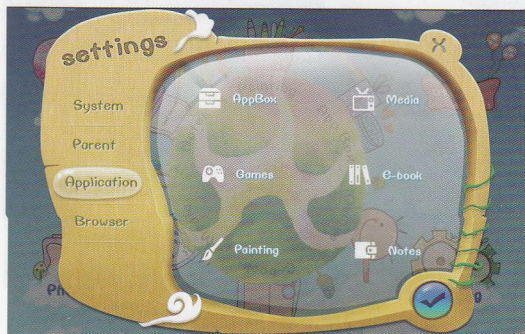 settings
System
Parent
Application
Browser
AppBox
Media
Games
E-book
Painting
Notes